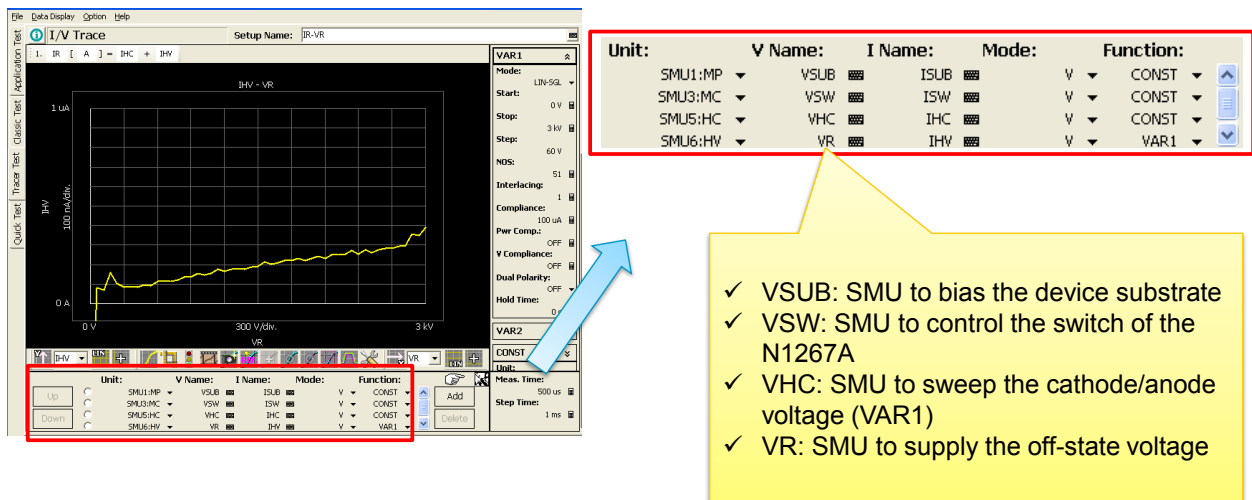 File Data Display Option Help
I/V Trace Setup Name: IR-VR
1. IR [ A ] = IHC + IHV
Application Test
Classic Test
Tracer Test
Quick Test
IHV - VR
1 uA
IHV
100 nA/div.
0 A
0 V 300 V/div. 3 kV
VR
VAR1
Mode:
LIN-SGL
Start:
0 V
Stop:
3 kV
Step:
60 V
NOS:
51
Interlacing:
1
Compliance:
100 uA
Pwr Comp.:
OFF
V Compliance:
OFF
Dual Polarity:
OFF
Hold Time:
0 s
VAR2
CONST
Unit:
Meas. Time:
500 us
Step Time:
1 ms
Y IHV LIN VR LIN
Unit: V Name: I Name: Mode: Function:
Up SMU1:MP VSUB ISUB V CONST Add
SMU3:MC VSW ISW V CONST
Down SMU5:HC VHC IHC V CONST Delete
SMU6:HV VR IHV V VAR1
Unit: V Name: I Name: Mode: Function:
SMU1:MP VSUB ISUB V CONST
SMU3:MC VSW ISW V CONST
SMU5:HC VHC IHC V CONST
SMU6:HV VR IHV V VAR1
✓ VSUB: SMU to bias the device substrate
✓ VSW: SMU to control the switch of the
N1267A
✓ VHC: SMU to sweep the cathode/anode
voltage (VAR1)
✓ VR: SMU to supply the off-state voltage